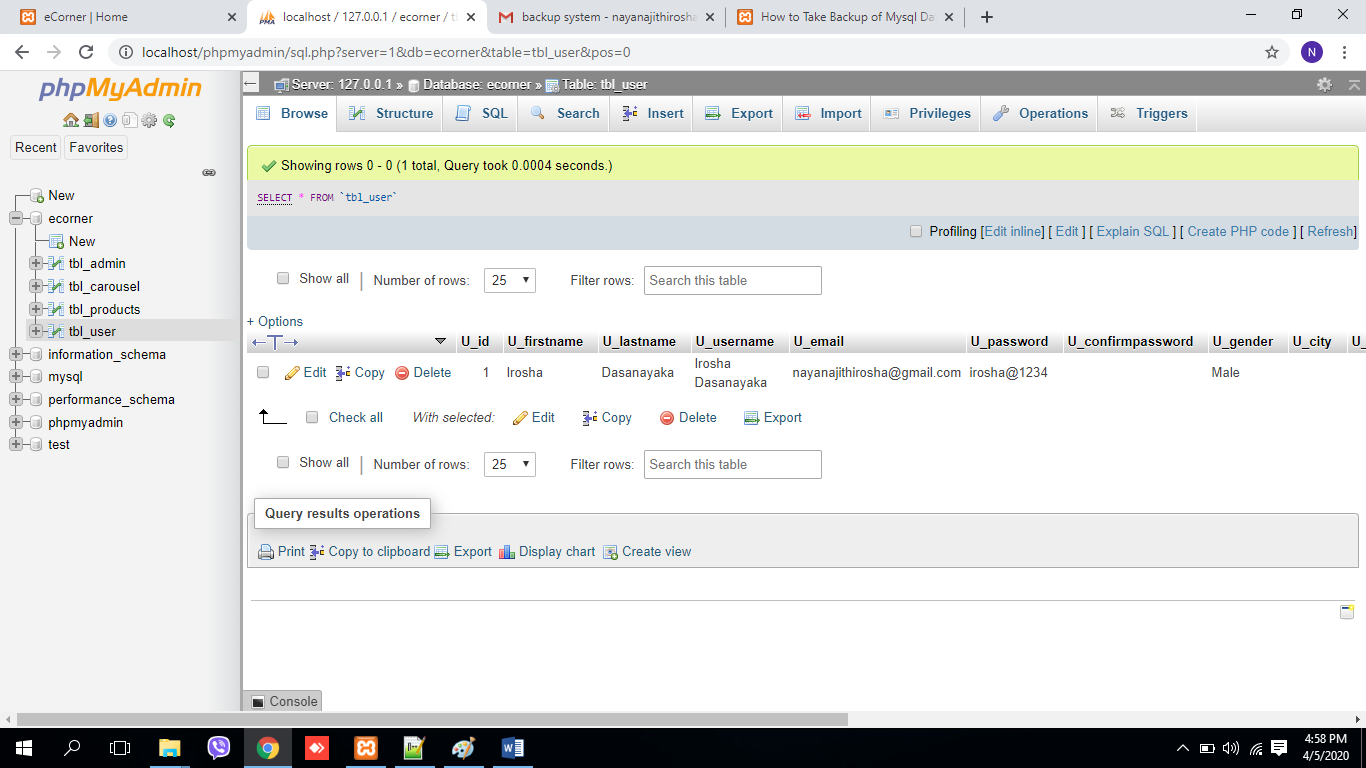 eCorner | Home
localhost / 127.0.0.1 / ecorner / t
backup system - nayanajithirosha
How to Take Backup of Mysql Da
localhost/phpmyadmin/sql.php?server=1&db=ecorner&table=tbl_user&pos=0
N
phpMyAdmin
Recent
Favorites
New
ecorner
New
tbl_admin
tbl_carousel
tbl_products
tbl_user
information_schema
mysql
performance_schema
phpmyadmin
test
Server: 127.0.0.1 » Database: ecorner » Table: tbl_user
Browse Structure SQL Search Insert Export Import Privileges Operations Triggers
Showing rows 0 - 0 (1 total, Query took 0.0004 seconds.)
SELECT * FROM `tbl_user`
Profiling [Edit inline] [ Edit ] [ Explain SQL ] [ Create PHP code ] [ Refresh]
Show all | Number of rows: 25 Filter rows: Search this table
+ Options
U_id U_firstname U_lastname U_username U_email U_password U_confirmpassword U_gender U_city U_
Edit Copy Delete 1 Irosha Dasanayaka Irosha Dasanayaka nayanajithirosha@gmail.com irosha@1234 Male
Check all With selected: Edit Copy Delete Export
Show all | Number of rows: 25 Filter rows: Search this table
Query results operations
Print Copy to clipboard Export Display chart Create view
Console
4:58 PM
4/5/2020